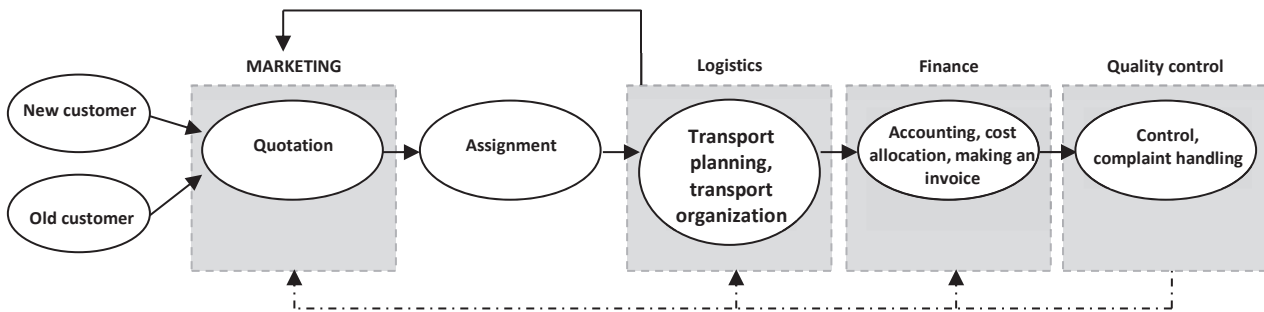 MARKETING
Logistics
Finance
Quality control
New customer
Old customer
Quotation
Assignment
Transport
planning,
transport
organization
Accounting, cost
allocation, making an
invoice
Control,
complaint handling